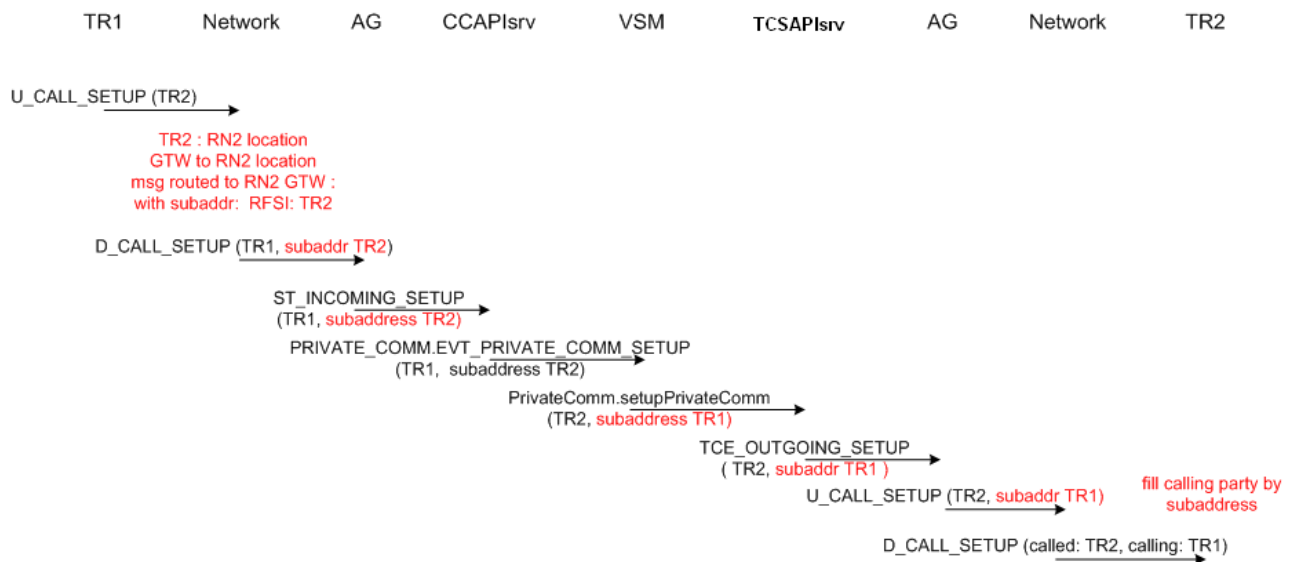 TR1 Network AG CCAPIsrv VSM TCSAPIsrv AG Network TR2
U_CALL_SETUP (TR2)
TR2 : RN2 location
GTW to RN2 location
msg routed to RN2 GTW :
with subaddr: RFSI: TR2
D_CALL_SETUP (TR1, subaddr TR2)
ST_INCOMING_SETUP
(TR1, subaddress TR2)
PRIVATE_COMM.EVT_PRIVATE_COMM_SETUP
(TR1, subaddress TR2)
PrivateComm.setupPrivateComm
(TR2, subaddress TR1)
TCE_OUTGOING_SETUP
( TR2, subaddr TR1 )
U_CALL_SETUP (TR2, subaddr TR1)
fill calling party by
subaddress
D_CALL_SETUP (called: TR2, calling: TR1)